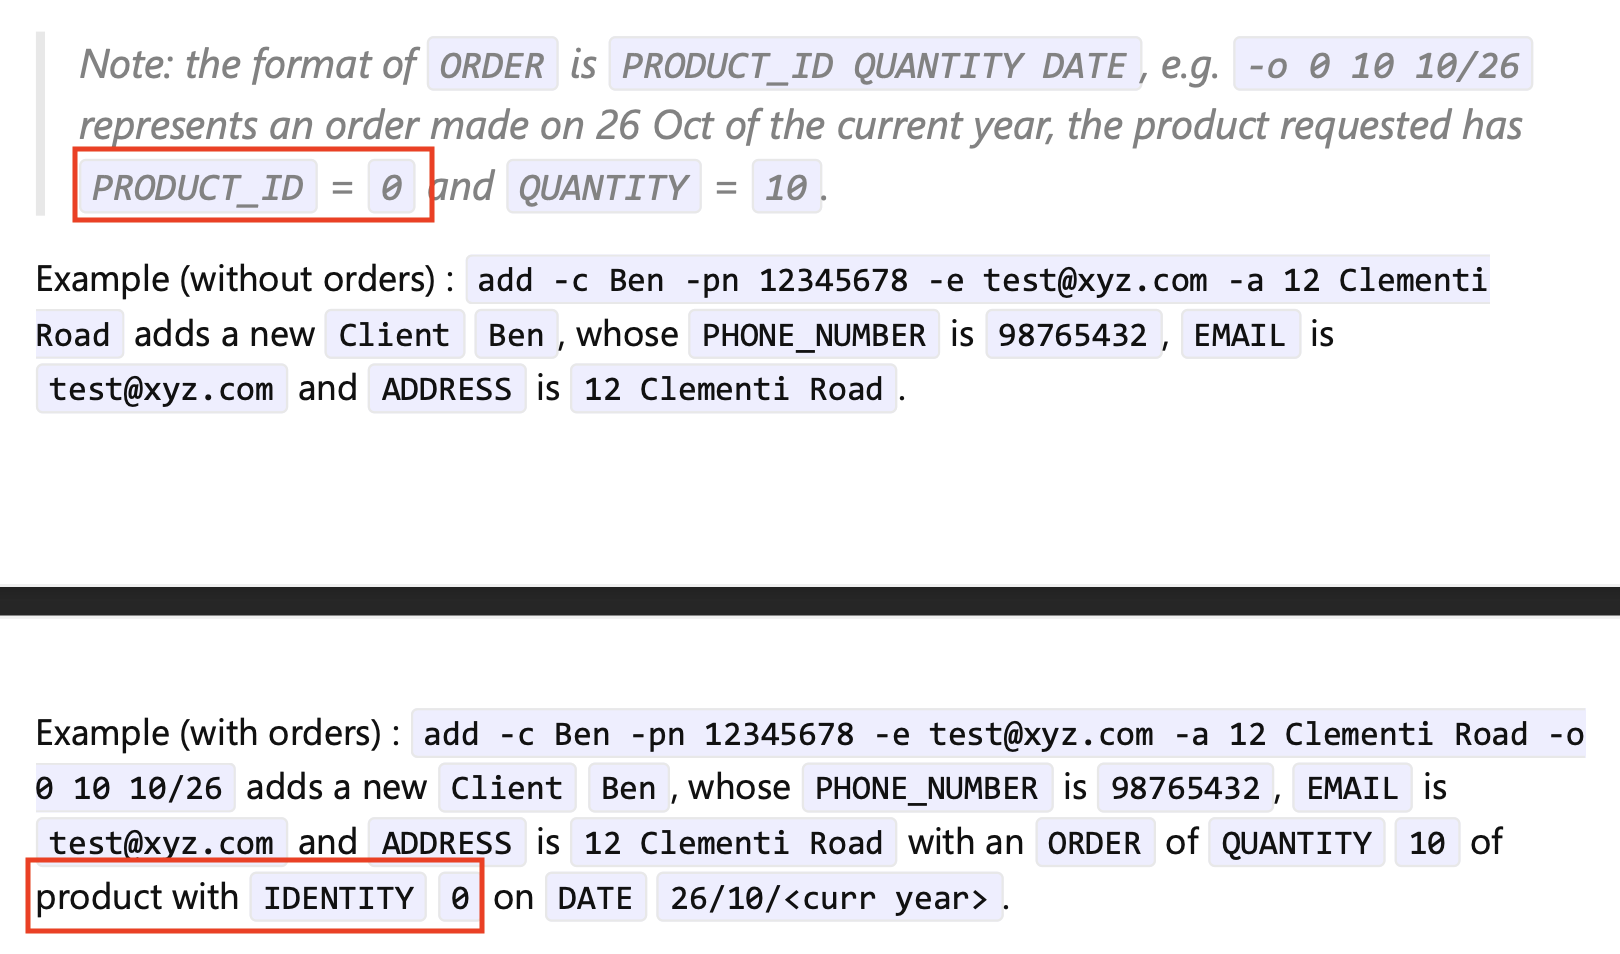 Note: the format of ORDER is PRODUCT_ID QUANTITY DATE, e.g. -o 0 10 10/26
represents an order made on 26 Oct of the current year, the product requested has
PRODUCT_ID = 0 and QUANTITY = 10.
Example (without orders) : add -c Ben -pn 12345678 -e test@xyz.com -a 12 Clementi
Road adds a new Client Ben, whose PHONE_NUMBER is 98765432, EMAIL is
test@xyz.com and ADDRESS is 12 Clementi Road.
Example (with orders) : add -c Ben -pn 12345678 -e test@xyz.com -a 12 Clementi Road -o
0 10 10/26 adds a new Client Ben, whose PHONE_NUMBER is 98765432, EMAIL is
test@xyz.com and ADDRESS is 12 Clementi Road with an ORDER of QUANTITY 10 of
product with IDENTITY 0 on DATE 26/10/<curr year>.